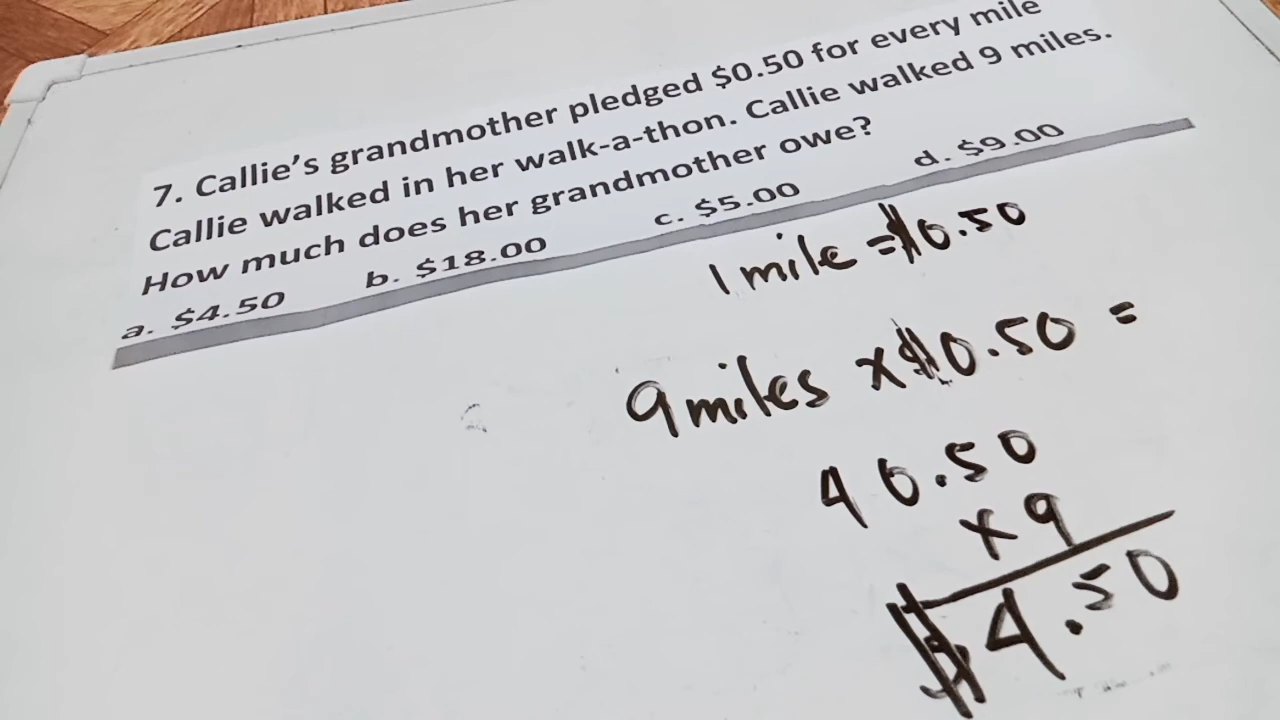 7. Callie's grandmother pledged $0.50 for every mile
Callie walked in her walk-a-thon. Callie walked 9 miles.
How much does her grandmother owe?
a. $4.50 b. $18.00 c. $5.00 d. $9.00
1 mile = $0.50
9 miles x $0.50 =
4 0.50
x 9
$4.50